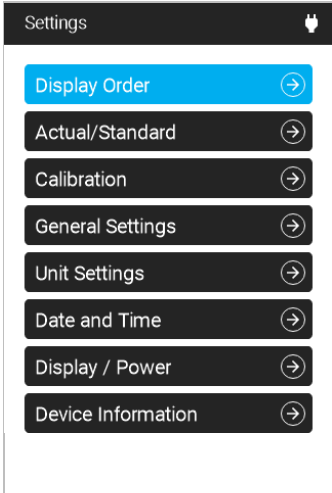 Settings
Display Order
Actual/Standard
Calibration
General Settings
Unit Settings
Date and Time
Display / Power
Device Information